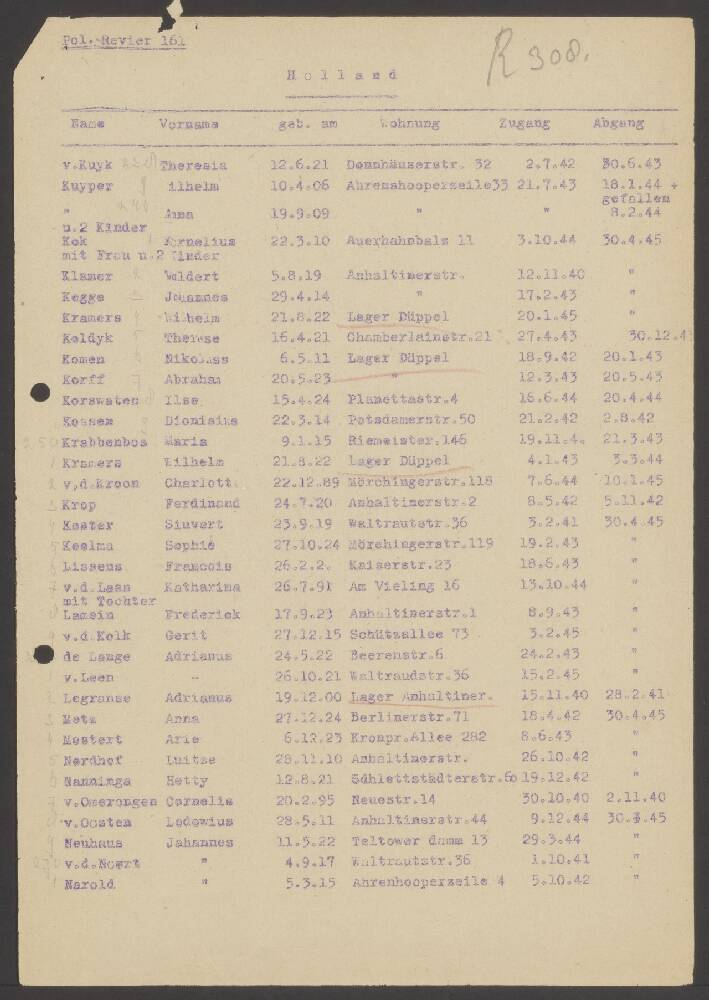 Pol. Revier 161
R 308.
Holland
Name Vorname geb. am Wohnung Zugang Abgang
v.Kuyk Theresia 12.6.21 Domnhäuserstr. 32 2.7.42 30.6.43
Kuyper ilhelm 10.4.06 Ahrenshooperzeile33 21.7.43 18.1.44 +
gefallen
" Anna 19.9.09 " " 8.2.44
u.2 Kinder
Kok Kornelius 22.3.10 Auerhahnbalz 11 3.10.44 30.4.45
mit Frau u.2 Kinder
Klamer Woldert 5.8.19 Anhaltinerstr. 12.11.40 "
Kegge Johannes 29.4.14 " 17.2.43 "
Kramers Wilhelm 21.8.22 Lager Düppel 20.1.45 "
Koldyk Therese 16.4.21 Chamberlainstr.21 27.4.43 30.12.4
Komen Nikolass 6.5.11 Lager Düppel 18.9.42 20.1.43
Korff Abraham 20.5.23 " 12.3.43 20.5.43
Korswaten Ilse 15.4.24 Planettastr.4 16.6.44 20.4.44
Kossen Dionisius 22.3.14 Potsdamerstr.50 21.2.42 2.8.42
Krabbenbos Maria 9.1.15 Riemeister.146 19.11.4. 21.3.43
Kramers Wilhelm 21.8.22 Lager Düppel 4.1.43 3.3.44
v.d.Kroon Charlott 22.12.89 Mörchingerstr.118 7.6.44 10.1.45
Krop Ferdinand 24.7.20 Anhaltinerstr.2 8.5.42 5.11.42
Koster Siuwert 23.9.19 Waltrautstr.36 3.2.41 30.4.45
Koelma Sophie 27.10.24 Mörchingerstr.119 19.2.43 "
Lissens Francois 26.2.2. Kaiserstr.23 18.6.43 "
v.d.Laan Katharina 26.7.91 Am Vieling 16 13.10.44 "
mit Tochter
Lamein Frederick 17.9.23 Anhaltinerstr.1 8.9.43 "
v.d.Kolk Gerit 27.12.15 Schützallee 73 3.2.45 "
de Lange Adrianus 24.5.22 Beerenstr.6 24.2.43 "
v.Leen -- 26.10.21 Waltraudstr.36 15.2.45 "
Legranse Adrianus 19.12.00 Lager Anhaltiner. 15.11.40 28.2.41
Metz Anna 27.12.24 Berlinerstr.71 18.4.42 30.4.45
Mostert Arie 6.12.23 Kronpr.Allee 282 8.6.43 "
Nordhof Luitse 28.11.10 Anhaltinerstr. 26.10.42 "
Nanninga Hetty 12.8.21 Sdhlettstädterstr.60 19.12.42 "
v.Omerongen Cornelis 20.2.95 Neuestr.14 30.10.40 2.11.40
v.Oosten Lodowius 28.5.11 Anhaltinerstr.44 9.12.44 30.4.45
Neuhaus Jahannes 11.5.22 Teltower damm 13 29.3.44 "
v.d.Noort " 4.9.17 Waltrautstr.36 1.10.41 "
Narold " 5.3.15 Ahrenhooperzeile 4 5.10.42 "